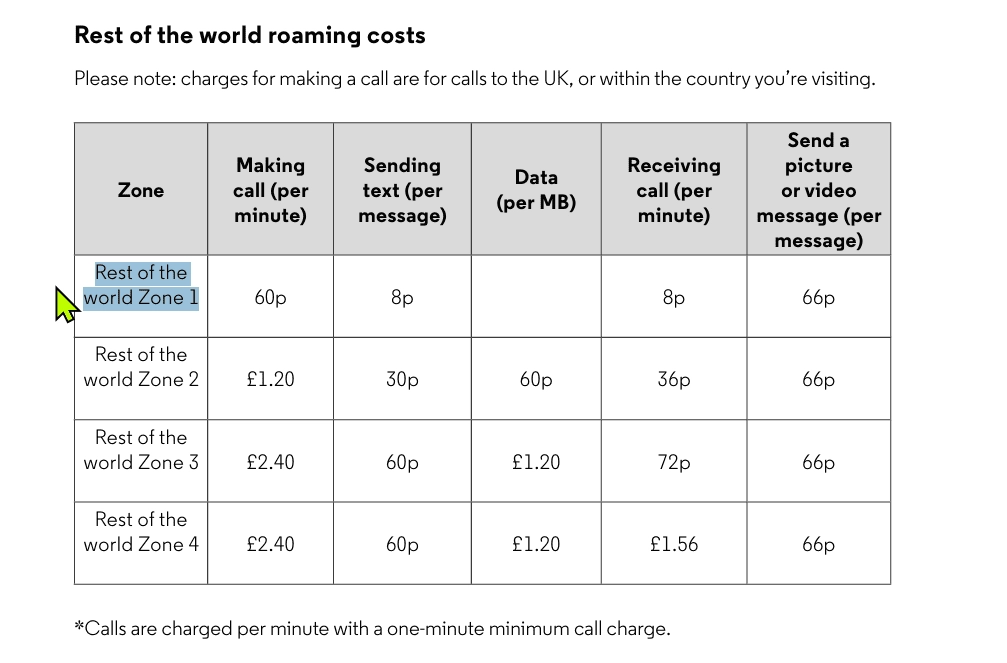 Rest of the world roaming costs
Please note: charges for making a call are for calls to the UK, or within the country you’re visiting.
Zone
Making
call (per
minute)
Sending
text (per
message)
Data
(per MB)
Receiving
call (per
minute)
Send a
picture
or video
message (per
message)
Rest of the
world Zone 1
60p
8p
8p
66p
Rest of the
world Zone 2
£1.20
30p
60p
36p
66p
Rest of the
world Zone 3
£2.40
60p
£1.20
72p
66p
Rest of the
world Zone 4
£2.40
60p
£1.20
£1.56
66p
*Calls are charged per minute with a one-minute minimum call charge.